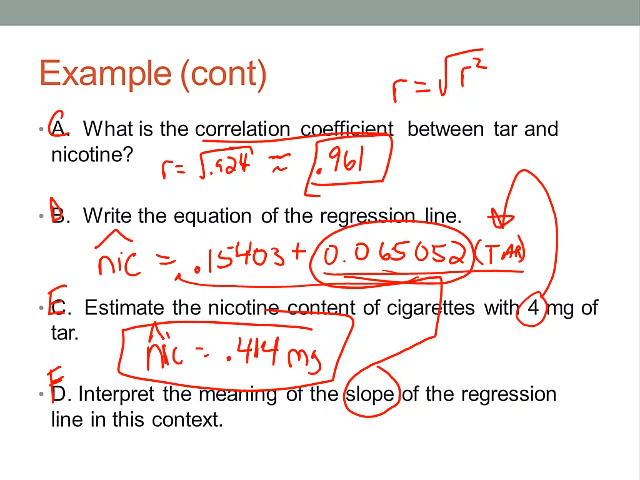 Example (cont)
r = √r²
C
• A. What is the correlation coefficient between tar and
nicotine?
r = √.924 ≈ .961
D
• B. Write the equation of the regression line.
nic = .15403 + 0.065052 (TAR)
E
• C. Estimate the nicotine content of cigarettes with 4 mg of
tar.
nic = .414 mg
F
• D. Interpret the meaning of the slope of the regression
line in this context.